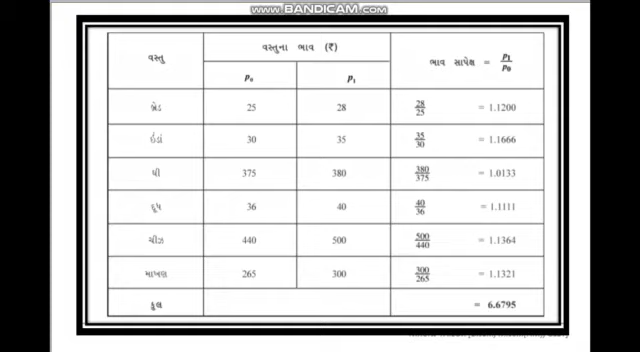 www.BANDICAM.com
વસ્તુ વસ્તુના ભાવ (₹) ભાવ સાપેક્ષ = p₁/p₀
p₀ p₁
બ્રેડ 25 28 28/25 = 1.1200
ઈંડાં 30 35 35/30 = 1.1666
ઘી 375 380 380/375 = 1.0133
દૂધ 36 40 40/36 = 1.1111
ચીઝ 440 500 500/440 = 1.1364
માખણ 265 300 300/265 = 1.1321
કુલ = 6.6795